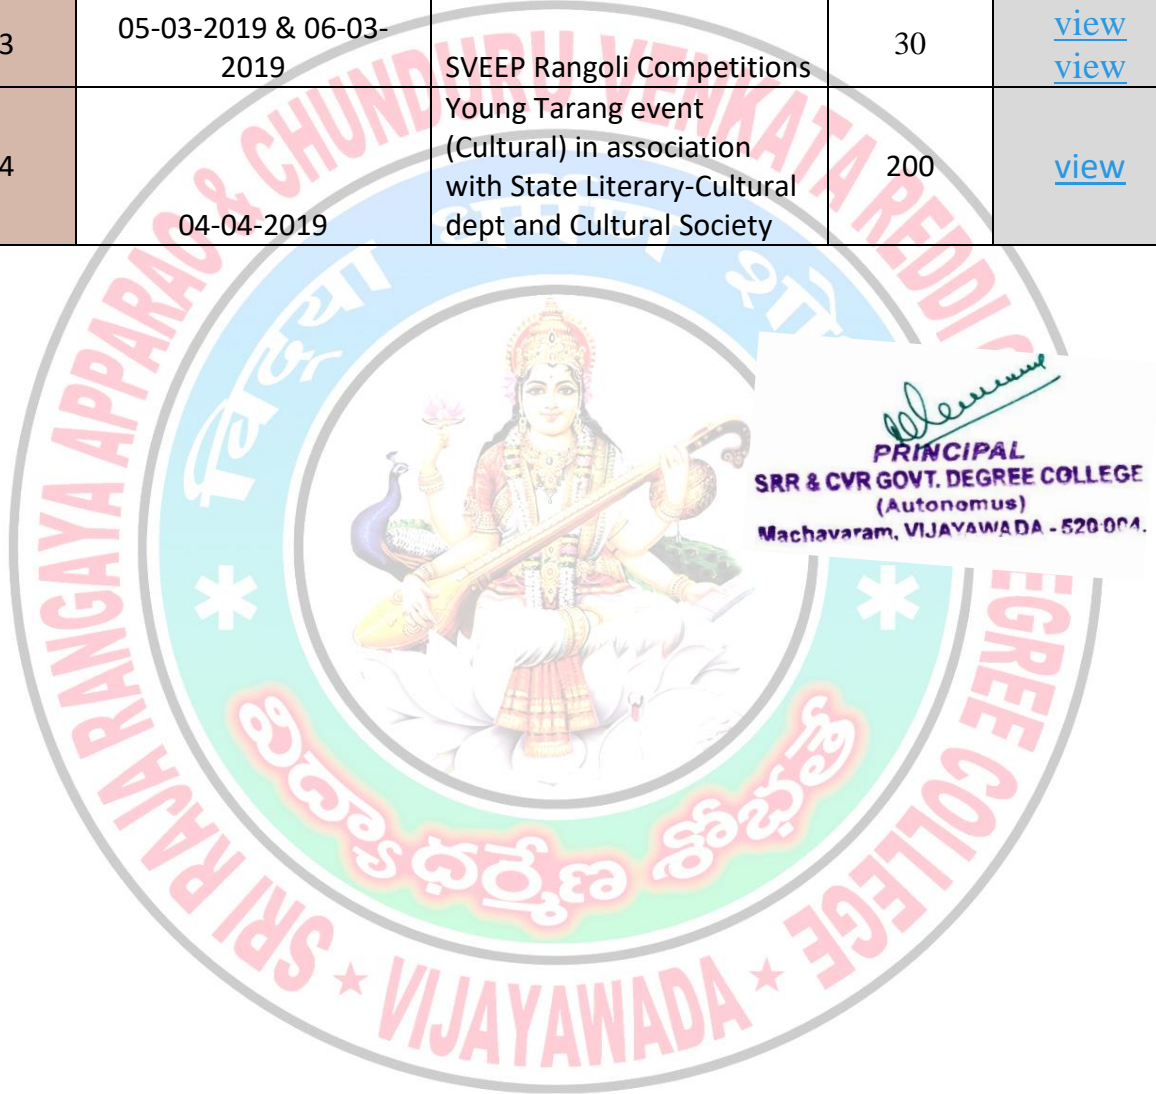 3
05-03-2019 & 06-03-
2019
SVEEP Rangoli Competitions
30
view
view
4
04-04-2019
Young Tarang event
(Cultural) in association
with State Literary-Cultural
dept and Cultural Society
200
view
PRINCIPAL
SRR & CVR GOVT. DEGREE COLLEGE
(Autonomus)
Machavaram, VIJAYAWADA - 520 004.
SRI RAJA RANGAYA APPARAO & CHUNDURU VENKATA REDDI G EGREE COLLEGE
विद्या
విద్యా ధర్మేణ శోభతే
* VIJAYAWADA *